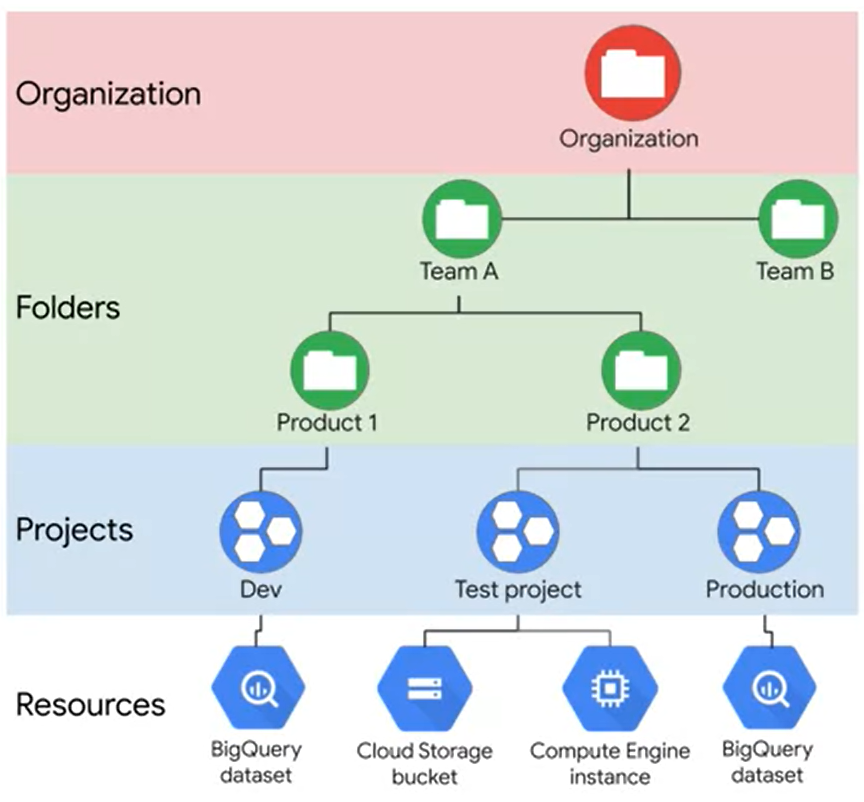 Organization
Organization
Team A
Team B
Folders
Product 1
Product 2
Projects
Dev
Test project
Production
Resources
BigQuery
dataset
Cloud Storage
bucket
Compute Engine
instance
BigQuery
dataset